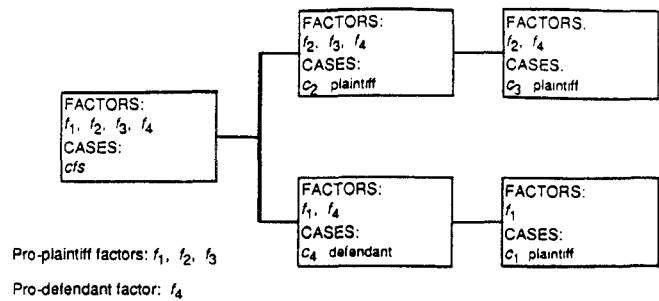 FACTORS:
f2, f3, f4
CASES:
c2 plaintiff
FACTORS.
f2, f4
CASES.
c3 plaintiff
FACTORS:
f1, f2, f3, f4
CASES:
cfs
FACTORS:
f1, f4
CASES:
c4 defendant
FACTORS:
f1
CASES:
c1 plaintiff
Pro-plaintiff factors: f1, f2, f3
Pro-defendant factor: f4